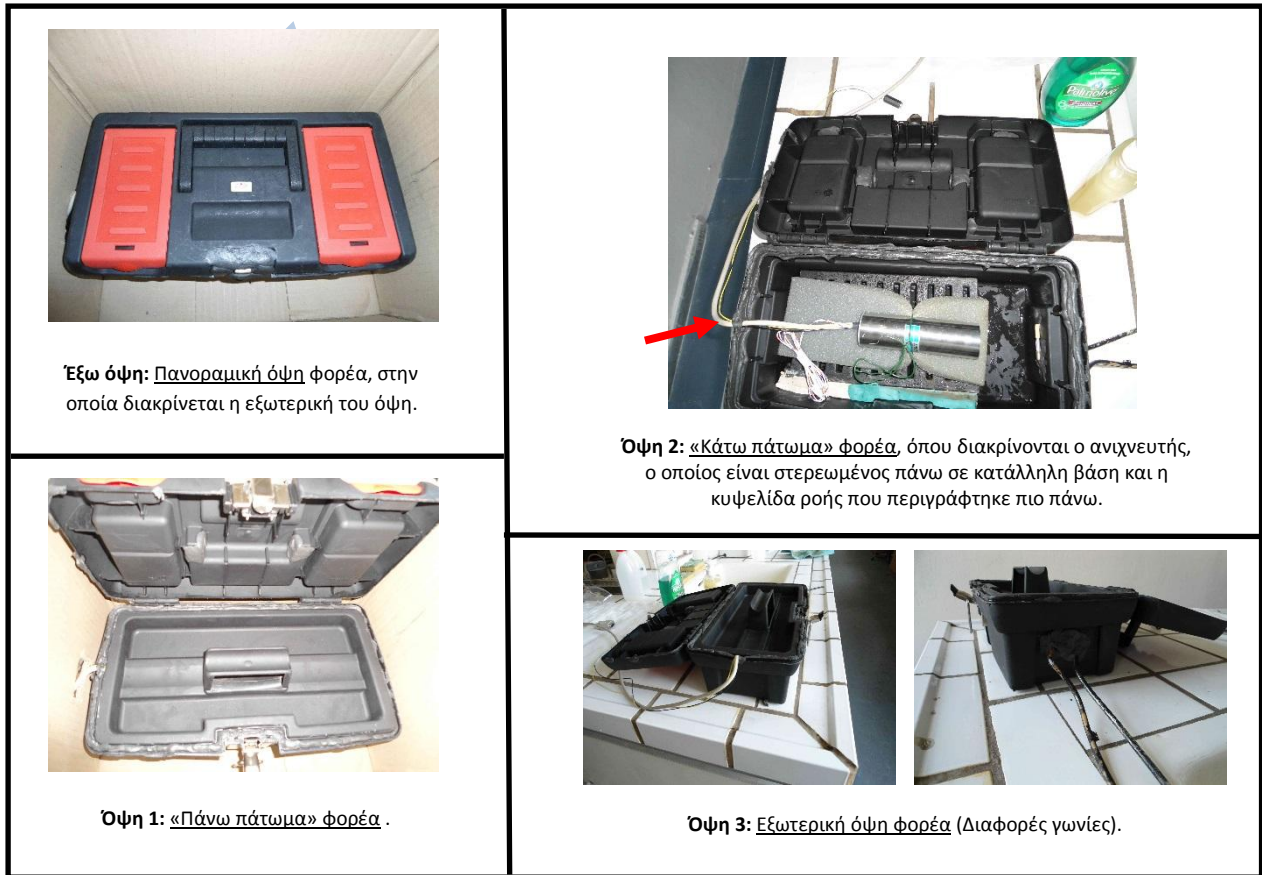 Έξω όψη: Πανοραμική όψη φορέα, στην
οποία διακρίνεται η εξωτερική του όψη.
Όψη 1: «Πάνω πάτωμα» φορέα .
Palmolive
Όψη 2: «Κάτω πάτωμα» φορέα, όπου διακρίνονται ο ανιχνευτής,
ο οποίος είναι στερεωμένος πάνω σε κατάλληλη βάση και η
κυψελίδα ροής που περιγράφτηκε πιο πάνω.
Όψη 3: Εξωτερική όψη φορέα (Διαφορές γωνίες).